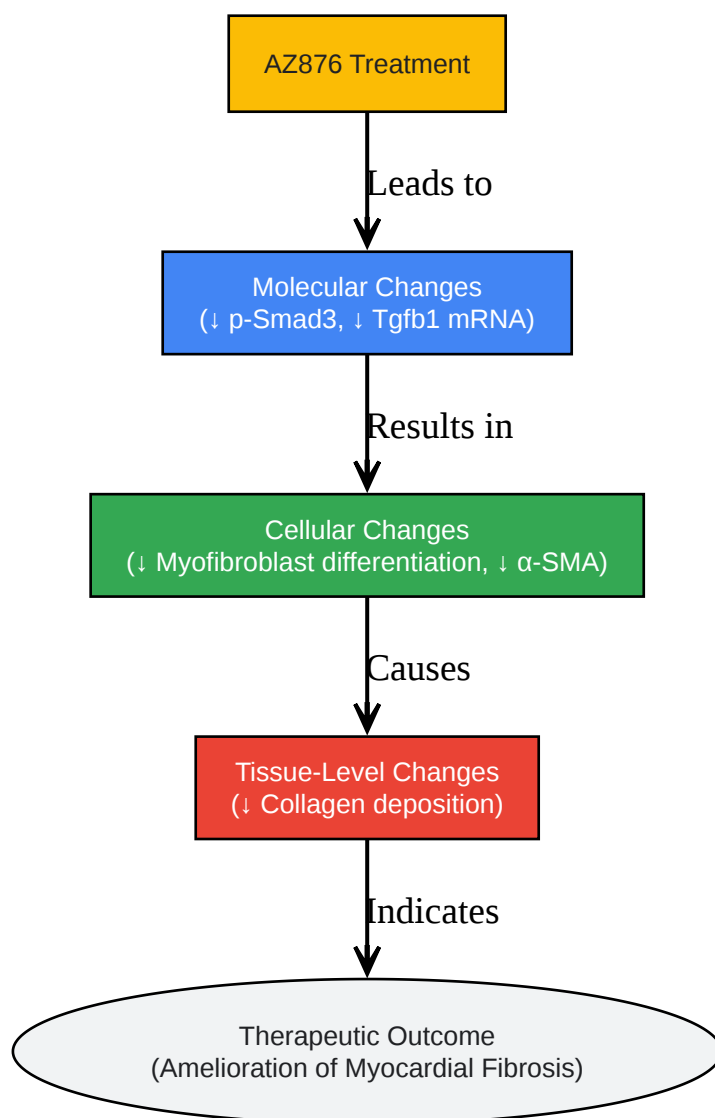 AZ876 Treatment
Leads to
Molecular Changes
(↓ p-Smad3, ↓ Tgfb1 mRNA)
Results in
Cellular Changes
(↓ Myofibroblast differentiation, ↓ α-SMA)
Causes
Tissue-Level Changes
(↓ Collagen deposition)
Indicates
Therapeutic Outcome
(Amelioration of Myocardial Fibrosis)